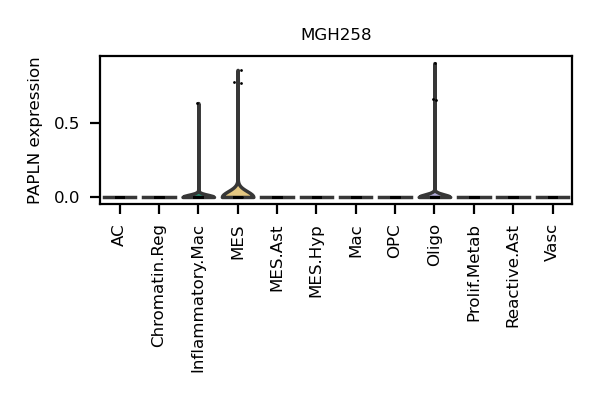 MGH258
PAPLN expression
0.5
0.0
AC
Chromatin.Reg
Inflammatory.Mac
MES
MES.Ast
MES.Hyp
Mac
OPC
Oligo
Prolif.Metab
Reactive.Ast
Vasc